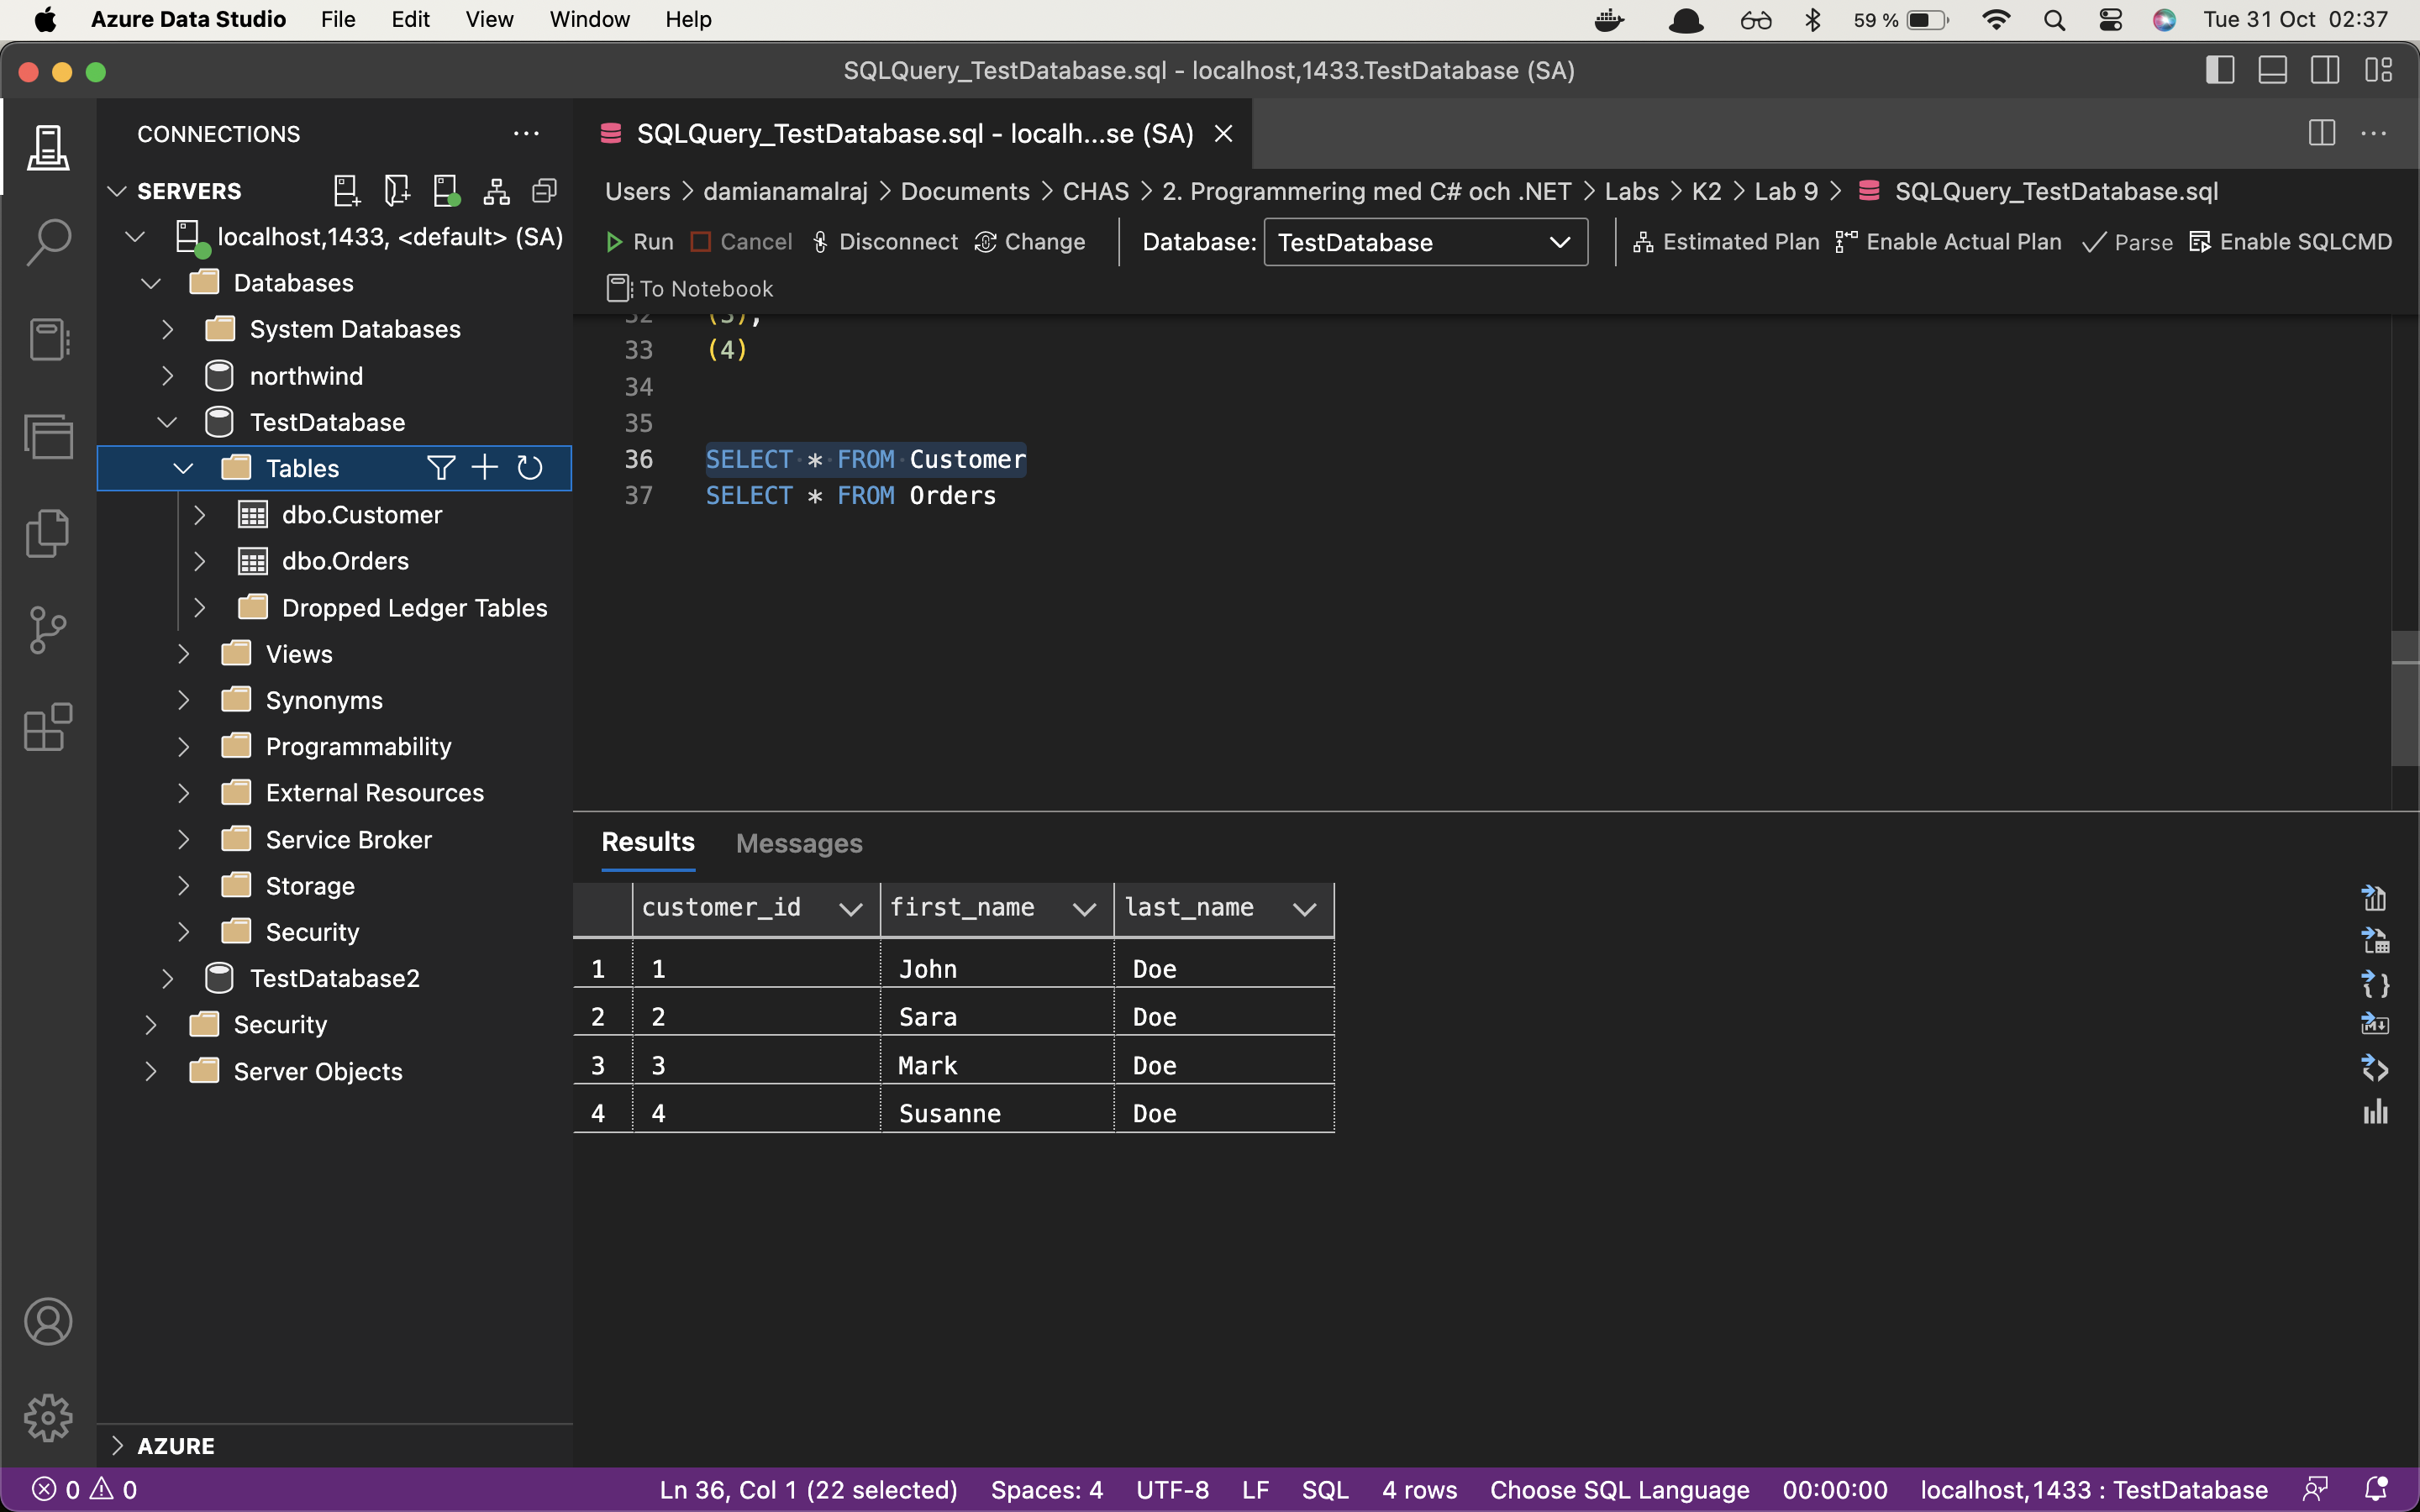 Azure Data Studio File Edit View Window Help 59 % Tue 31 Oct 02:37
SQLQuery_TestDatabase.sql - localhost,1433.TestDatabase (SA)
CONNECTIONS
SERVERS
localhost,1433, <default> (SA)
Databases
System Databases
northwind
TestDatabase
Tables
dbo.Customer
dbo.Orders
Dropped Ledger Tables
Views
Synonyms
Programmability
External Resources
Service Broker
Storage
Security
TestDatabase2
Security
Server Objects
AZURE
SQLQuery_TestDatabase.sql - localh...se (SA)
Users > damianamalraj > Documents > CHAS > 2. Programmering med C# och .NET > Labs > K2 > Lab 9 > SQLQuery_TestDatabase.sql
Run Cancel Disconnect Change Database: TestDatabase Estimated Plan Enable Actual Plan Parse Enable SQLCMD
To Notebook
32 (3),
33 (4)
34
35
36 SELECT * FROM Customer
37 SELECT * FROM Orders
Results Messages
customer_id first_name last_name
1 1 John Doe
2 2 Sara Doe
3 3 Mark Doe
4 4 Susanne Doe
0 0 Ln 36, Col 1 (22 selected) Spaces: 4 UTF-8 LF SQL 4 rows Choose SQL Language 00:00:00 localhost,1433 : TestDatabase